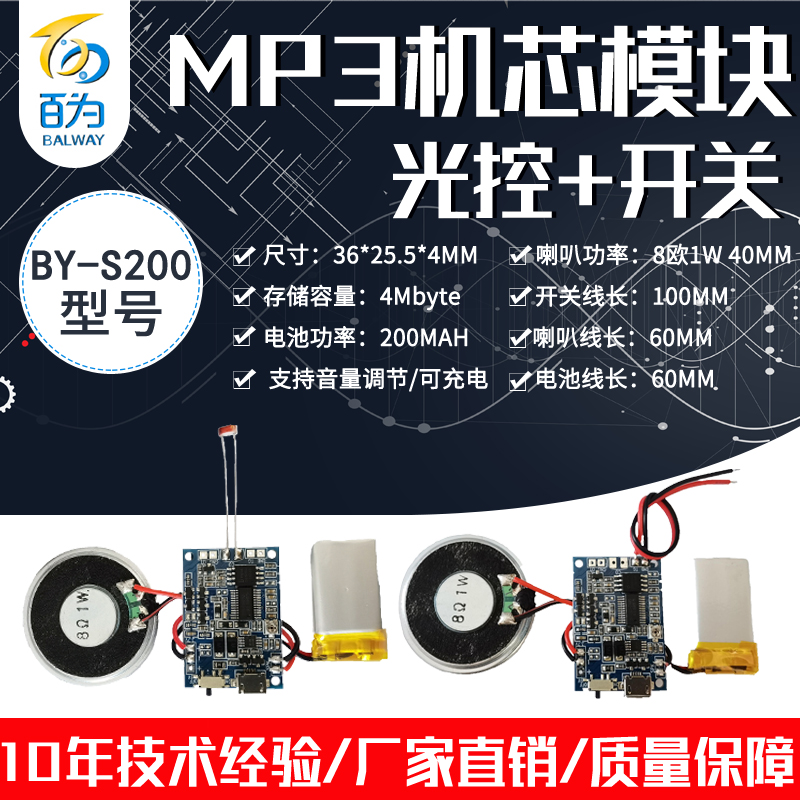 百为
BALWAY
MP3机芯模块
光控+开关
BY-S200
型号
尺寸：36*25.5*4MM
存储容量：4Mbyte
电池功率：200MAH
支持音量调节/可充电
喇叭功率：8欧1W 40MM
开关线长：100MM
喇叭线长：60MM
电池线长：60MM
8Ω1W
8Ω1W
10年技术经验/厂家直销/质量保障